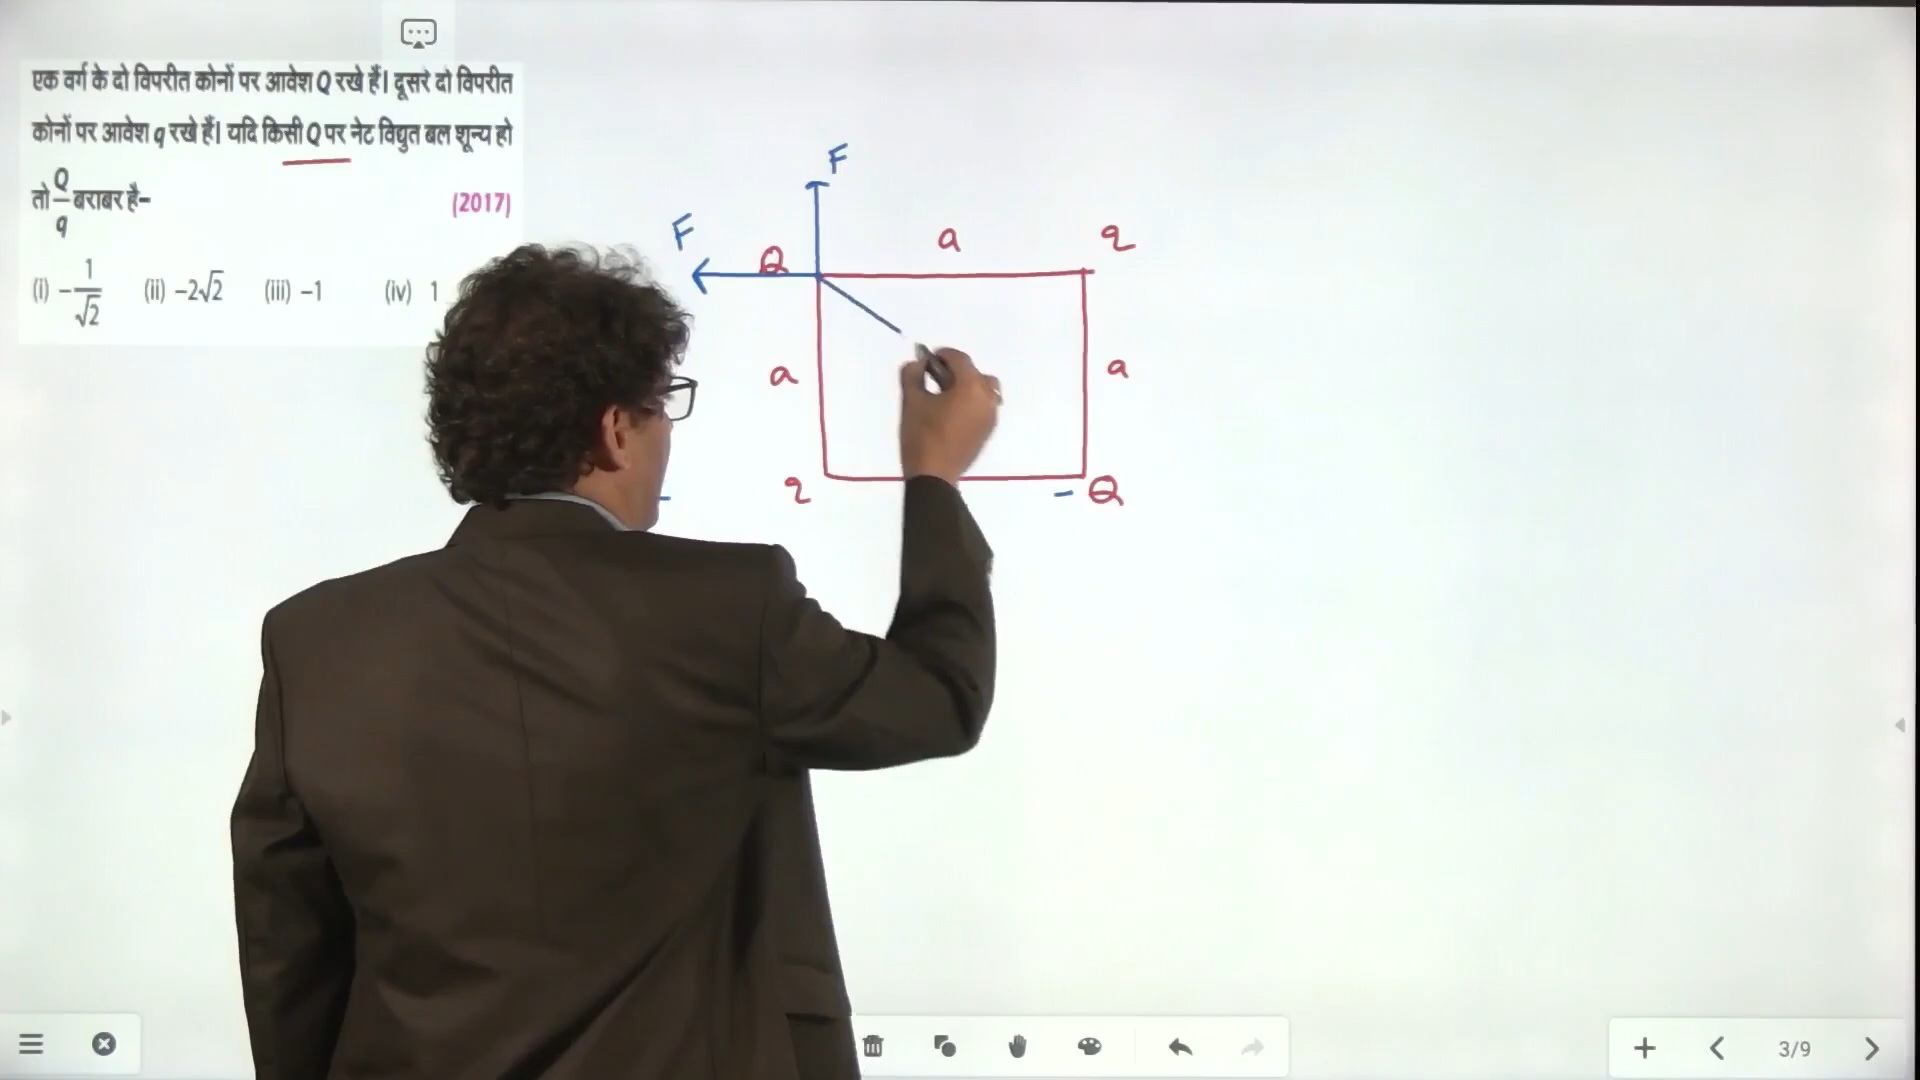 एक वर्ग के दो विपरीत कोनों पर आवेश Q रखे हैं। दूसरे दो विपरीत
कोनों पर आवेश q रखे हैं। यदि किसी Q पर नेट विद्युत बल शून्य हो
तो Q/q बराबर है– (2017)
(i) −1/√2 (ii) −2√2 (iii) −1 (iv) 1
F
F
Q a q
a a
q - Q
3/9